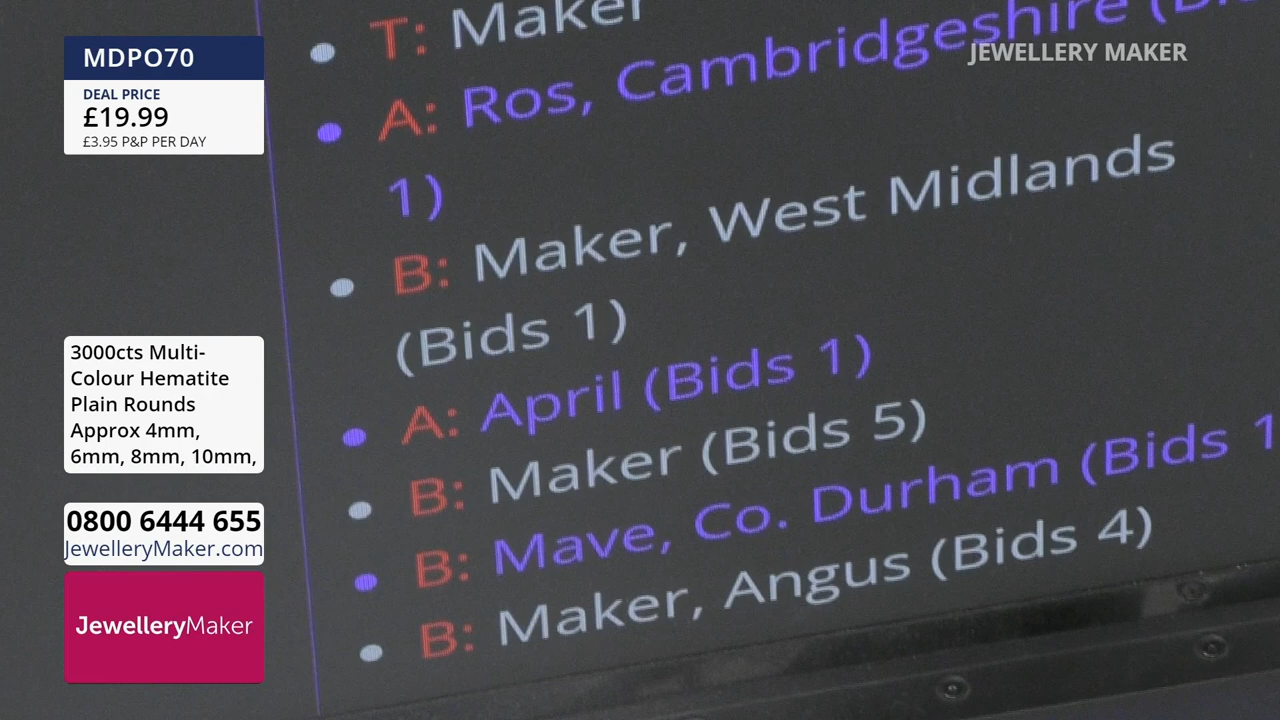 MDPO70
DEAL PRICE
£19.99
£3.95 P&P PER DAY
3000cts Multi-
Colour Hematite
Plain Rounds
Approx 4mm,
6mm, 8mm, 10mm,
0800 6444 655
JewelleryMaker.com
JewelleryMaker
JEWELLERY MAKER
T: Maker
A: Ros, Cambridgeshire
1)
B: Maker, West Midlands
(Bids 1)
A: April (Bids 1)
B: Maker (Bids 5)
B: Mave, Co. Durham (Bids 1
B: Maker, Angus (Bids 4)